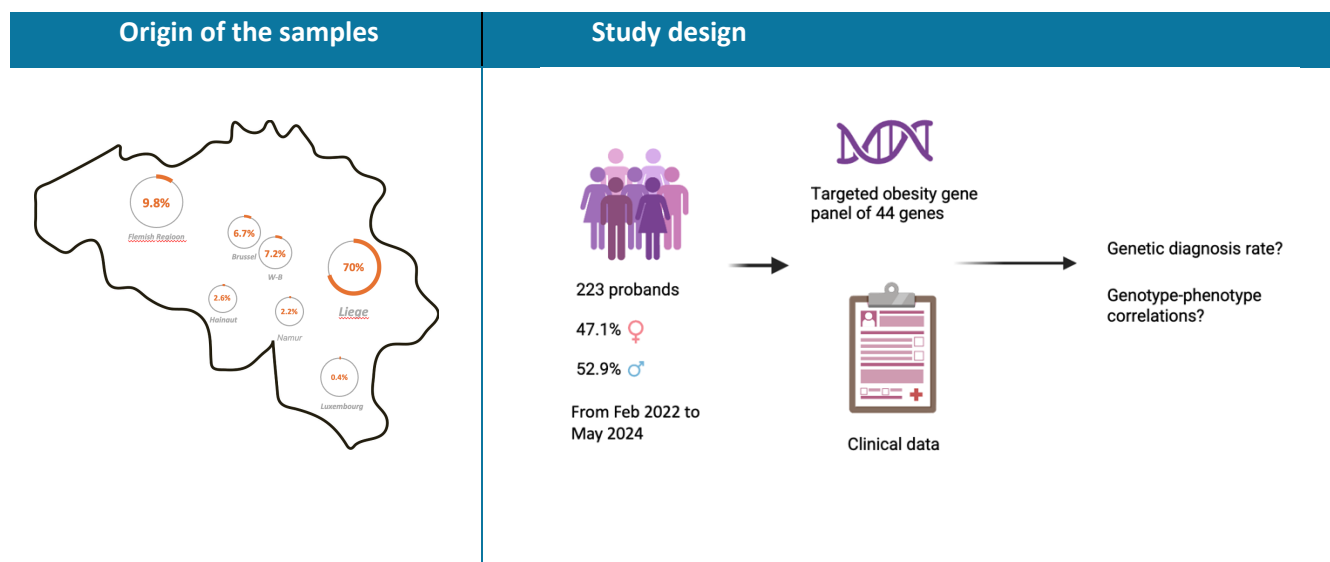 Origin of the samples
Study design
9.8%
Flemish Regioon
6.7%
Brussel
7.2%
W-B
70%
Liege
2.6%
Hainaut
2.2%
Namur
0.4%
Luxembourg
223 probands
47.1% ♀
52.9% ♂
From Feb 2022 to
May 2024
Targeted obesity gene
panel of 44 genes
Clinical data
Genetic diagnosis rate?
Genotype-phenotype
correlations?